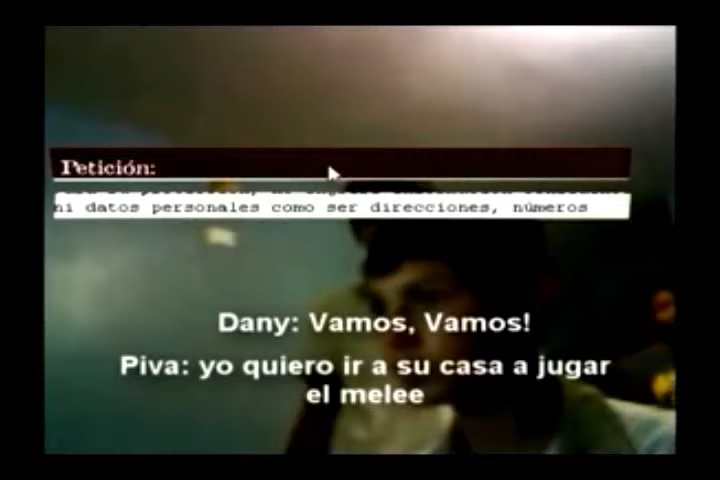 Petición:
ni datos personales como ser direcciones, números
Dany: Vamos, Vamos!
Piva: yo quiero ir a su casa a jugar
el melee